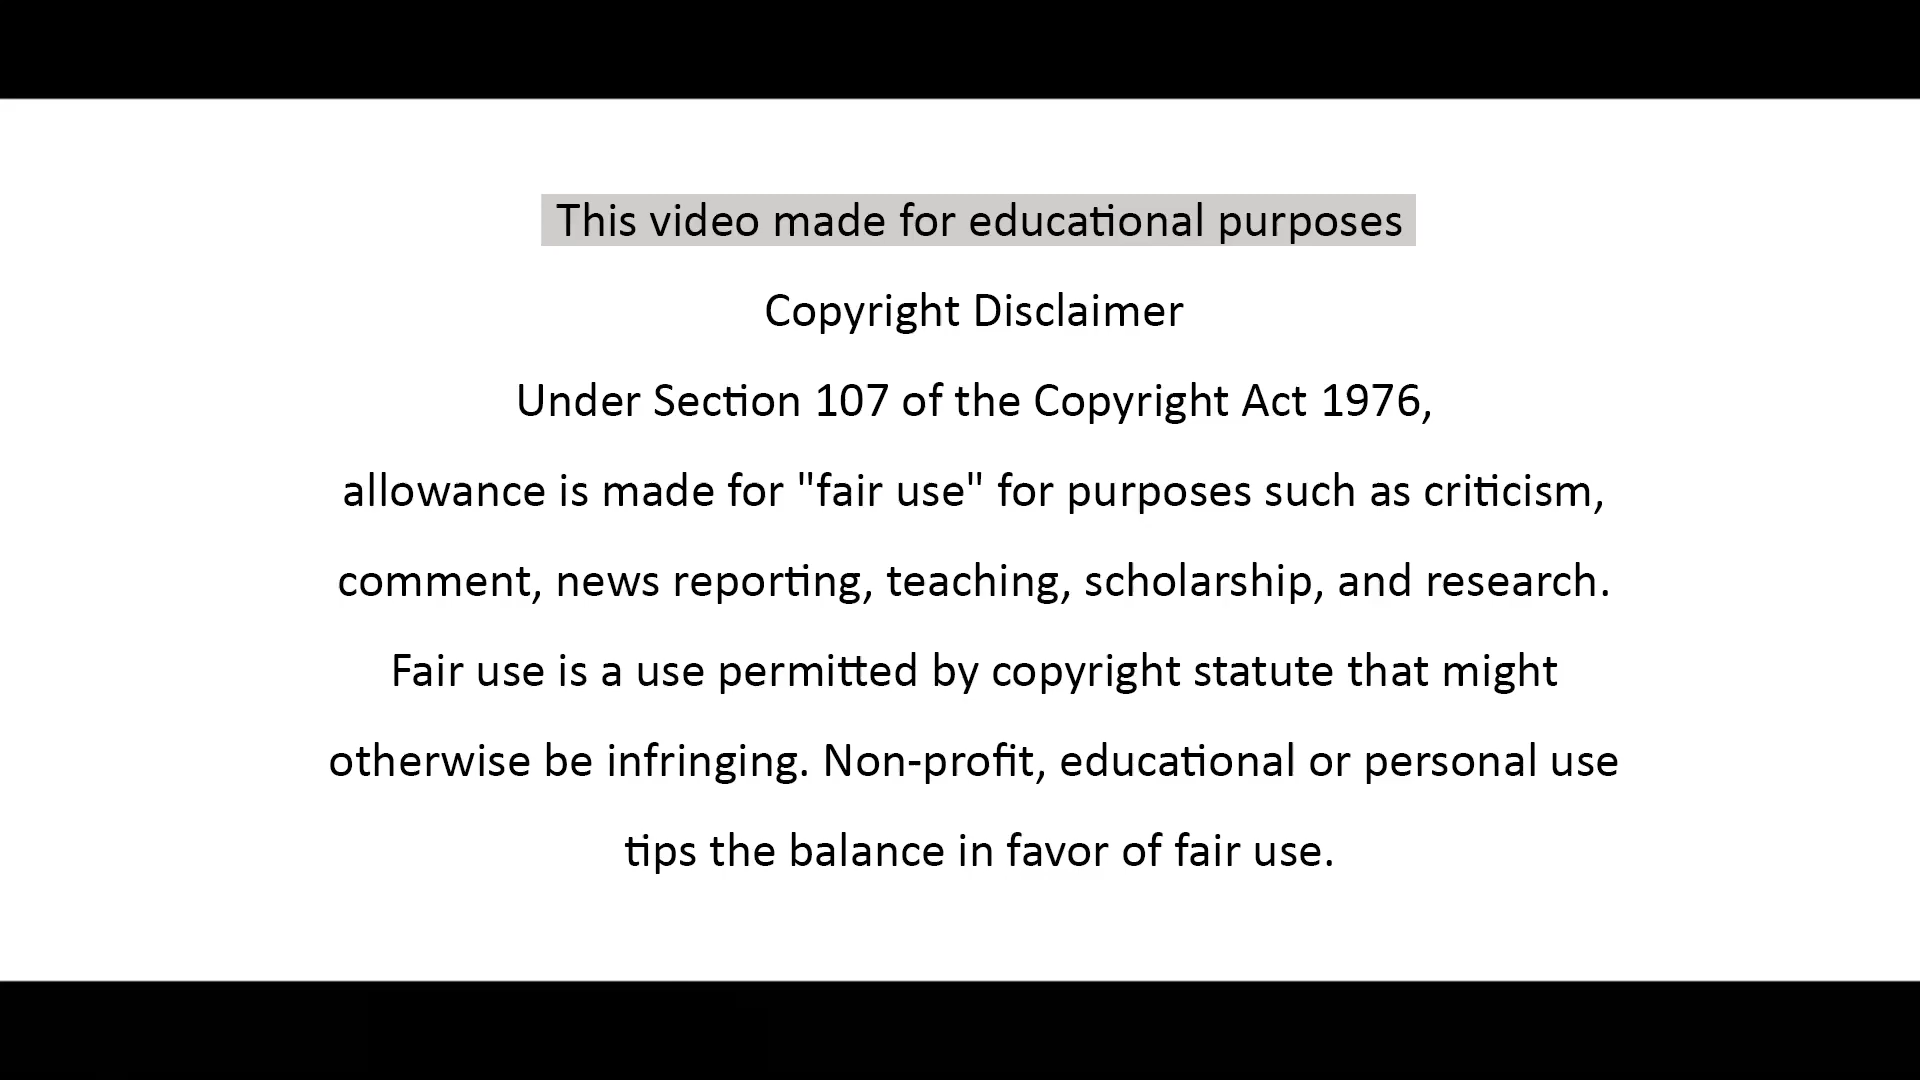 This video made for educational purposes
Copyright Disclaimer
Under Section 107 of the Copyright Act 1976,
allowance is made for "fair use" for purposes such as criticism,
comment, news reporting, teaching, scholarship, and research.
Fair use is a use permitted by copyright statute that might
otherwise be infringing. Non-profit, educational or personal use
tips the balance in favor of fair use.